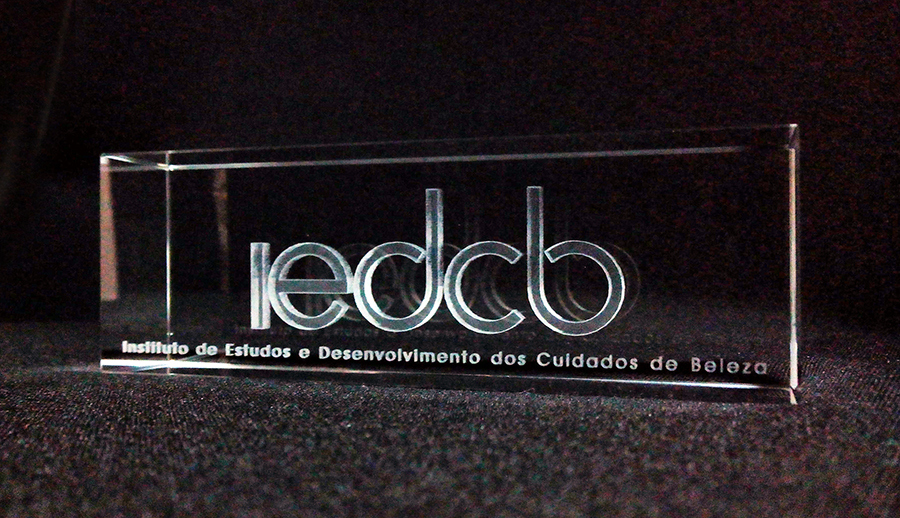 iedcb
Instituto de Estudos e Desenvolvimento dos Cuidados de Beleza